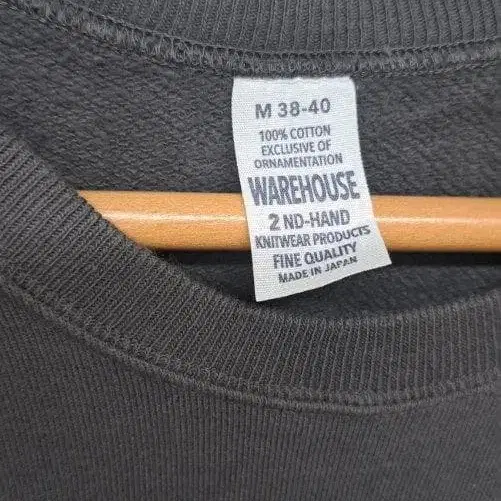 M 38-40
100% COTTON
EXCLUSIVE OF
ORNAMENTATION
WAREHOUSE
2 ND-HAND
KNITWEAR PRODUCTS
FINE QUALITY
MADE IN JAPAN